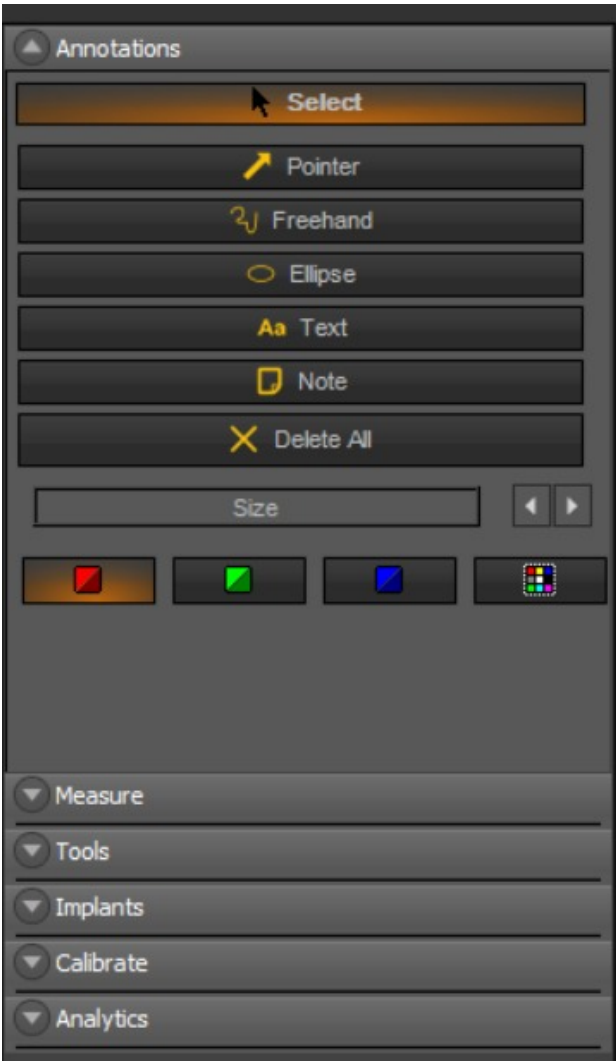 Annotations
Select
Pointer
Freehand
Ellipse
Aa Text
Note
Delete All
Size
Measure
Tools
Implants
Calibrate
Analytics